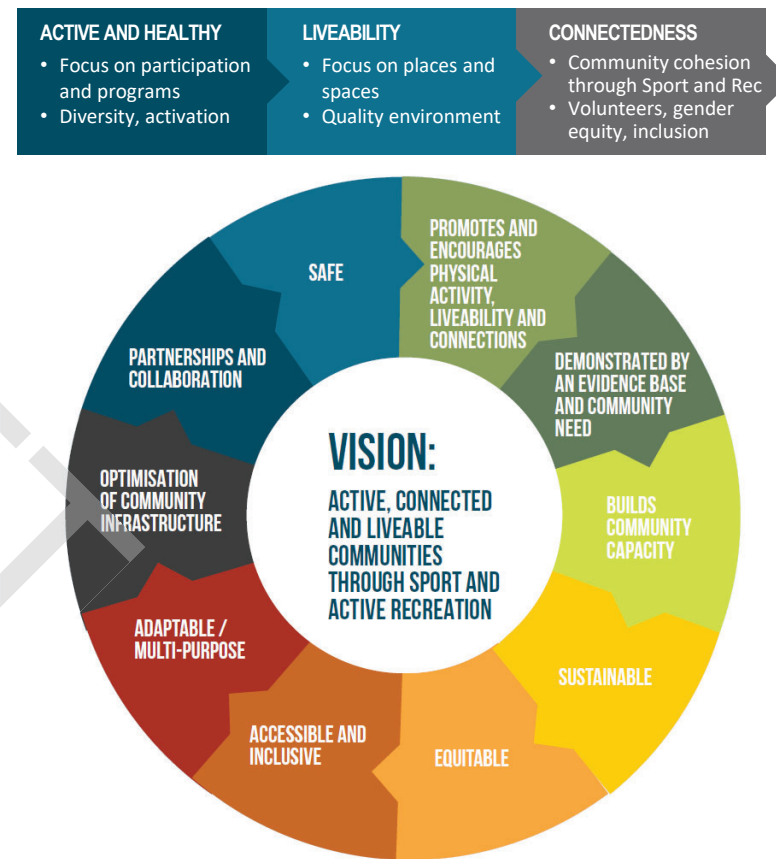 ACTIVE AND HEALTHY
• Focus on participation
and programs
• Diversity, activation
LIVEABILITY
• Focus on places and
spaces
• Quality environment
CONNECTEDNESS
• Community cohesion
through Sport and Rec
• Volunteers, gender
equity, inclusion
PROMOTES AND
ENCOURAGES
PHYSICAL
ACTIVITY,
LIVEABILITY AND
CONNECTIONS
DEMONSTRATED BY
AN EVIDENCE BASE
AND COMMUNITY
NEED
BUILDS
COMMUNITY
CAPACITY
SUSTAINABLE
EQUITABLE
ACCESSIBLE AND
INCLUSIVE
ADAPTABLE /
MULTI-PURPOSE
OPTIMISATION
OF COMMUNITY
INFRASTRUCTURE
PARTNERSHIPS AND
COLLABORATION
SAFE
VISION:
ACTIVE, CONNECTED
AND LIVEABLE
COMMUNITIES
THROUGH SPORT AND
ACTIVE RECREATION